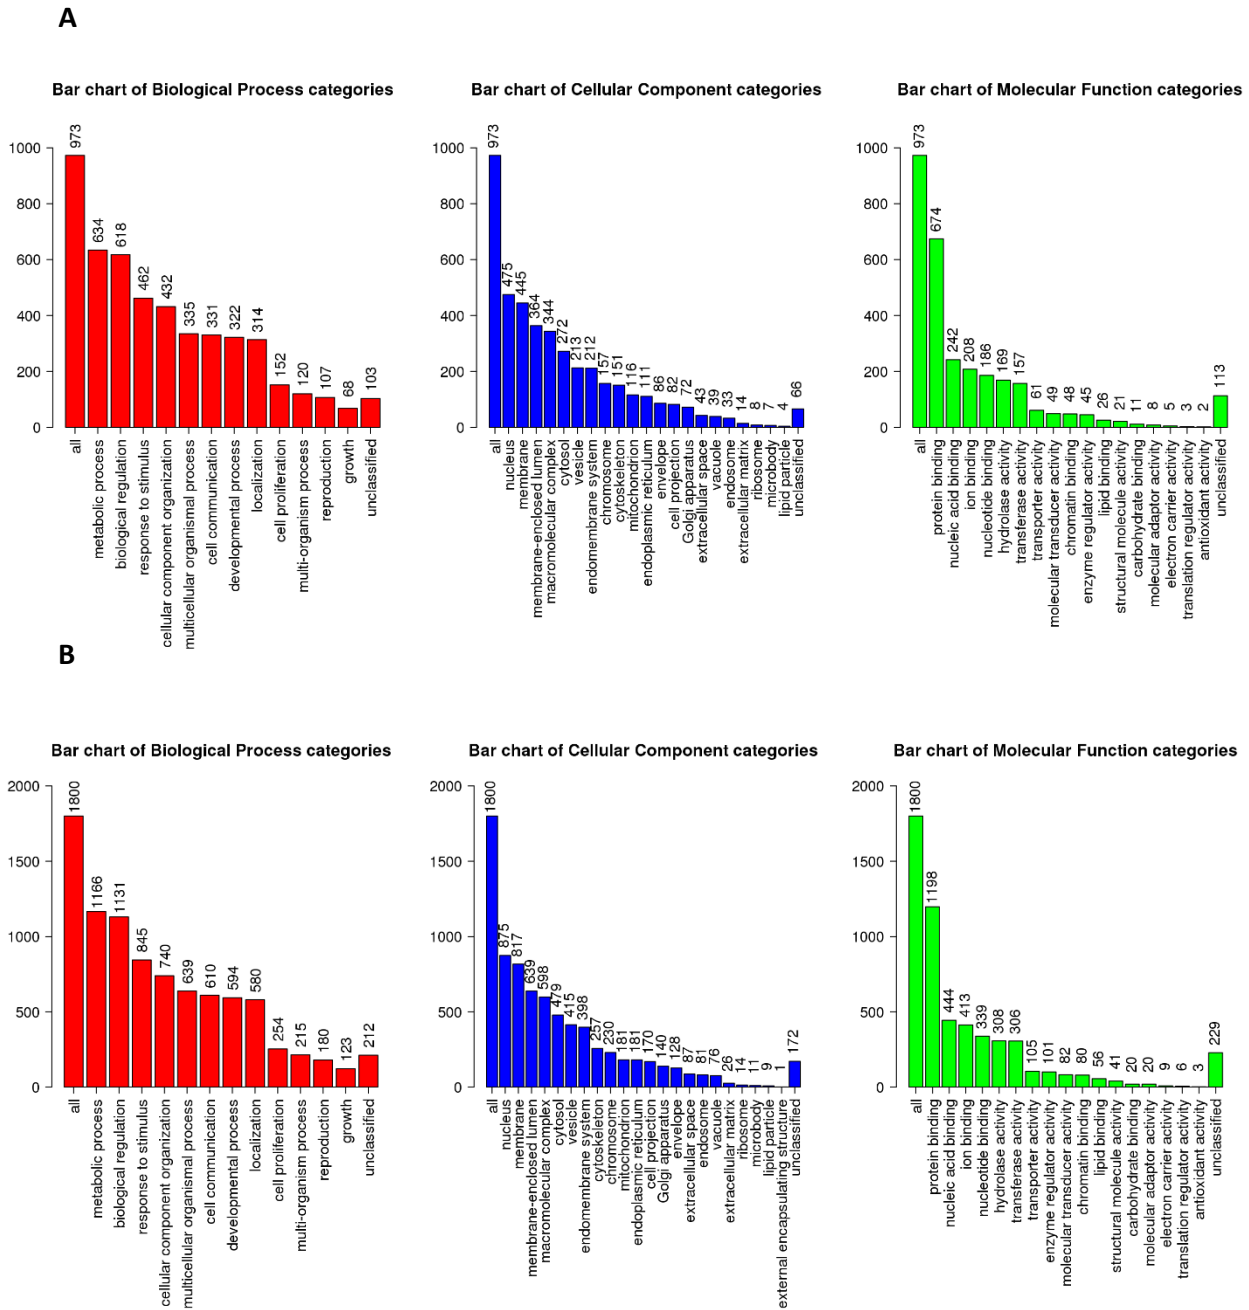 A
Bar chart of Biological Process categories
1000
800
600
400
200
0
973
634
618
462
432
335
331
322
314
152
120
107
68
103
all
metabolic process
biological regulation
response to stimulus
cellular component organization
multicellular organismal process
cell communication
developmental process
localization
cell proliferation
multi-organism process
reproduction
growth
unclassified
Bar chart of Cellular Component categories
1000
800
600
400
200
0
973
475
445
364
344
272
213
212
157
151
116
111
86
82
72
43
39
33
14
8
7
4
66
all
nucleus
membrane
membrane-enclosed lumen
macromolecular complex
cytosol
vesicle
endomembrane system
chromosome
cytoskeleton
mitochondrion
endoplasmic reticulum
envelope
cell projection
Golgi apparatus
extracellular space
vacuole
endosome
extracellular matrix
ribosome
microbody
lipid particle
unclassified
Bar chart of Molecular Function categories
1000
800
600
400
200
0
973
674
242
208
186
169
157
61
49
48
45
26
21
11
8
5
3
2
113
all
protein binding
nucleic acid binding
ion binding
nucleotide binding
hydrolase activity
transferase activity
transporter activity
molecular transducer activity
chromatin binding
enzyme regulator activity
lipid binding
structural molecule activity
carbohydrate binding
molecular adaptor activity
electron carrier activity
translation regulator activity
antioxidant activity
unclassified
B
Bar chart of Biological Process categories
2000
1500
1000
500
0
1800
1166
1131
845
740
639
610
594
580
254
215
180
123
212
all
metabolic process
biological regulation
response to stimulus
cellular component organization
multicellular organismal process
cell communication
developmental process
localization
cell proliferation
multi-organism process
reproduction
growth
unclassified
Bar chart of Cellular Component categories
2000
1500
1000
500
0
1800
875
817
639
598
479
415
398
257
230
181
181
170
140
128
87
81
76
26
14
11
9
1
172
all
nucleus
membrane
membrane-enclosed lumen
macromolecular complex
cytosol
vesicle
endomembrane system
cytoskeleton
chromosome
mitochondrion
endoplasmic reticulum
cell projection
Golgi apparatus
envelope
extracellular space
endosome
vacuole
extracellular matrix
ribosome
microbody
lipid particle
external encapsulating structure
unclassified
Bar chart of Molecular Function categories
2000
1500
1000
500
0
1800
1198
444
413
339
308
306
105
101
82
80
56
41
20
20
9
6
3
229
all
protein binding
nucleic acid binding
ion binding
nucleotide binding
hydrolase activity
transferase activity
transporter activity
enzyme regulator activity
molecular transducer activity
chromatin binding
lipid binding
structural molecule activity
carbohydrate binding
molecular adaptor activity
electron carrier activity
translation regulator activity
antioxidant activity
unclassified